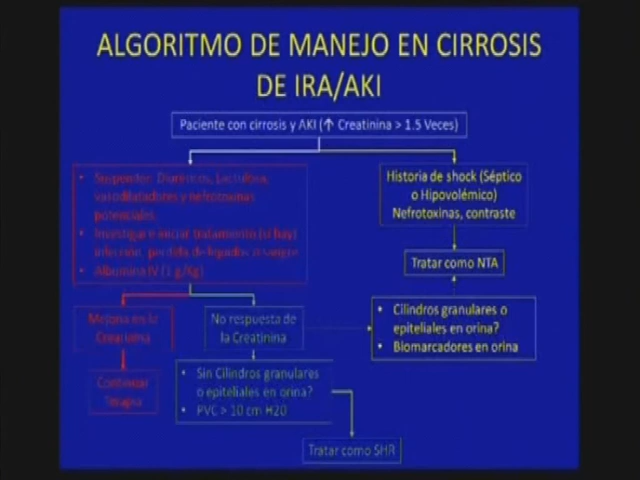 ALGORITMO DE MANEJO EN CIRROSIS
DE IRA/AKI
Paciente con cirrosis y AKI (↑ Creatinina > 1.5 Veces)
• Suspender: Diuréticos, Lactulosa,
vasodilatadores y nefrotoxinas
potenciales.
• Investigar e iniciar tratamiento (si hay)
infección, perdida de líquidos o sangre
• Albumina IV (1 g/Kg)
Historia de shock (Séptico
o Hipovolémico)
Nefrotoxinas, contraste
Tratar como NTA
Mejoria en la
Creatinina
No respuesta de
la Creatinina
• Cilindros granulares o
epiteliales en orina?
• Biomarcadores en orina
Continuar
Terapia
• Sin Cilindros granulares
o epiteliales en orina?
• PVC > 10 cm H20
Tratar como SHR